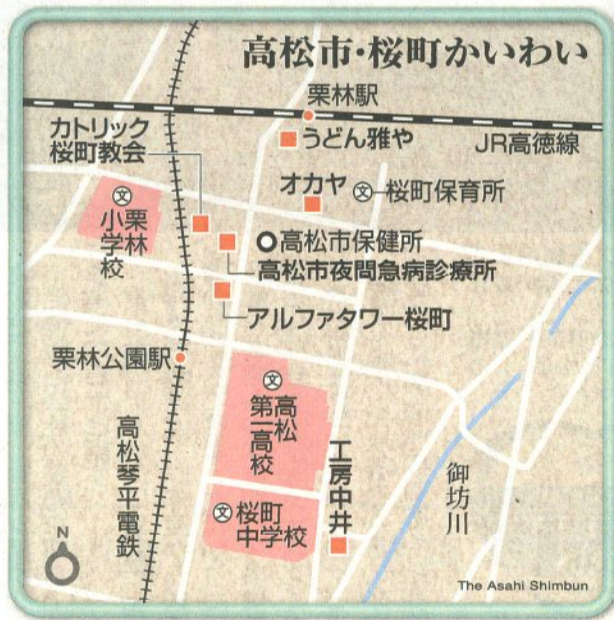 高松市・桜町かいわい
栗林駅
カトリック
桜町教会
うどん雅や
JR高徳線
オカヤ
文
桜町保育所
文
栗林
小学校
高松市保健所
高松市夜間急病診療所
アルファタワー桜町
栗林公園駅
文
高松
第一高校
高松琴平電鉄
工房中井
御坊川
文
桜町
中学校
N
The Asahi Shimbun